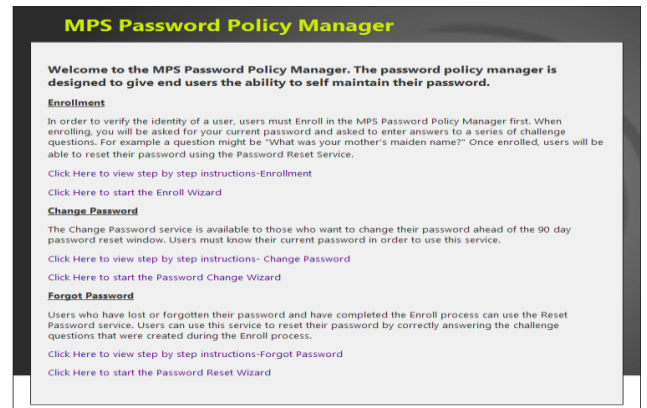 MPS Password Policy Manager
Welcome to the MPS Password Policy Manager. The password policy manager is
designed to give end users the ability to self maintain their password.
Enrollment
In order to verify the identity of a user, users must Enroll in the MPS Password Policy Manager first. When
enrolling, you will be asked for your current password and asked to enter answers to a series of challenge
questions. For example a question might be "What was your mother's maiden name?" Once enrolled, users will be
able to reset their password using the Password Reset Service.
Click Here to view step by step instructions-Enrollment
Click Here to start the Enroll Wizard
Change Password
The Change Password service is available to those who want to change their password ahead of the 90 day
password reset window. Users must know their current password in order to use this service.
Click Here to view step by step instructions- Change Password
Click Here to start the Password Change Wizard
Forgot Password
Users who have lost or forgotten their password and have completed the Enroll process can use the Reset
Password service. Users can use this service to reset their password by correctly answering the challenge
questions that were created during the Enroll process.
Click Here to view step by step instructions-Forgot Password
Click Here to start the Password Reset Wizard